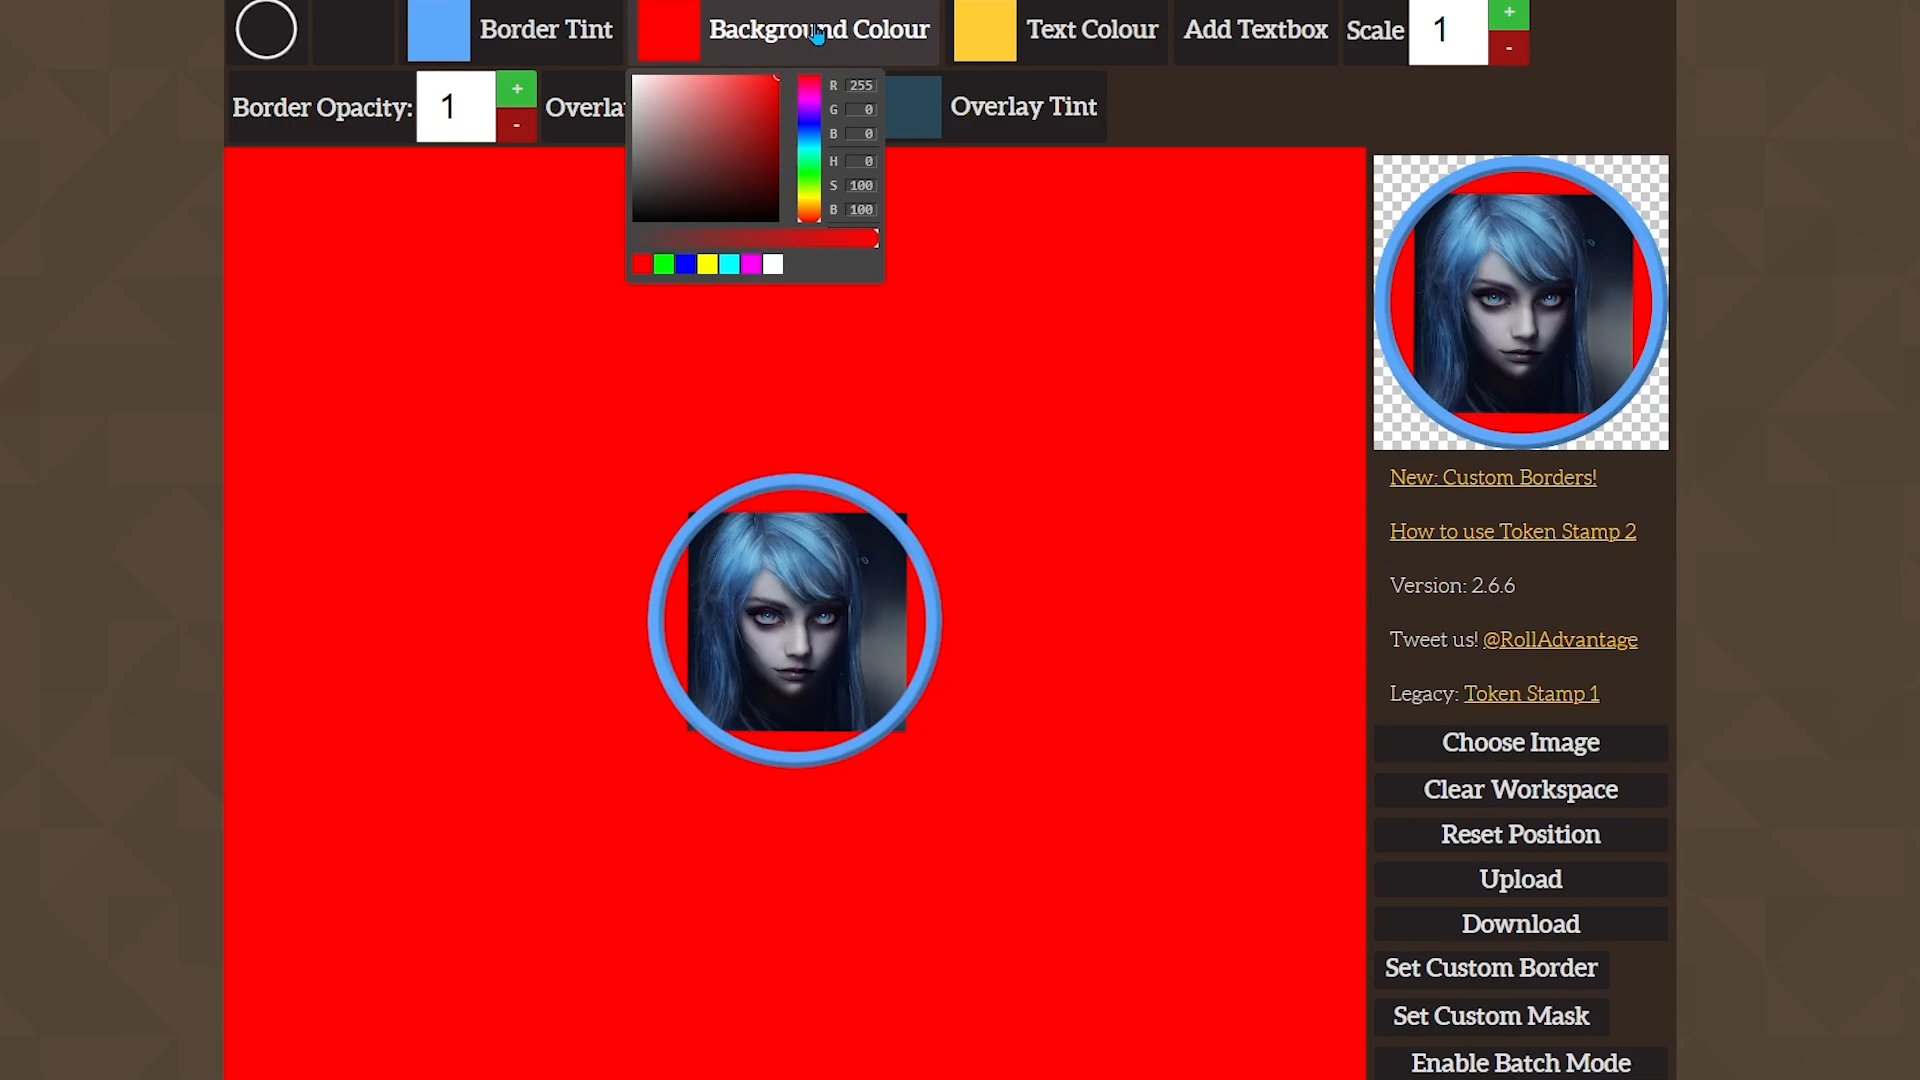 Border Tint
Background Colour
Text Colour
Add Textbox
Scale
1
+
-
Border Opacity:
1
+
-
Overlay Tint
R 255
G 0
B 0
H 0
S 100
B 100
New: Custom Borders!
How to use Token Stamp 2
Version: 2.6.6
Tweet us! @RollAdvantage
Legacy: Token Stamp 1
Choose Image
Clear Workspace
Reset Position
Upload
Download
Set Custom Border
Set Custom Mask
Enable Batch Mode